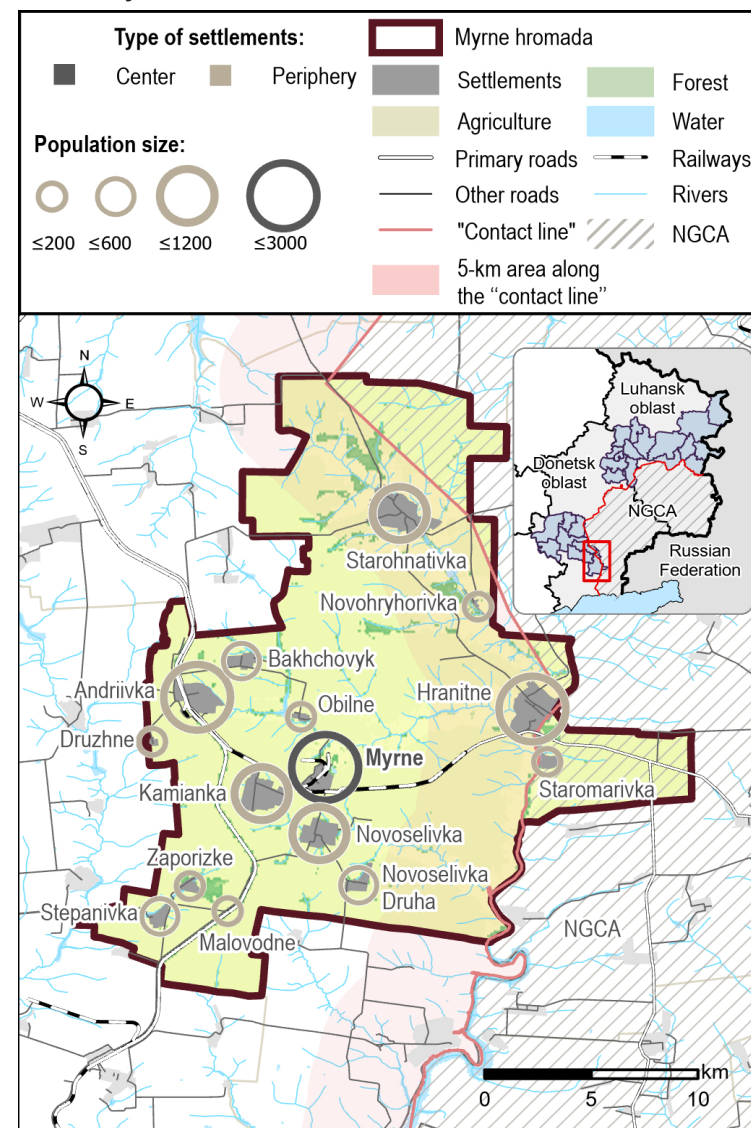 Type of settlements:
Center
Periphery
Population size:
≤200
≤600
≤1200
≤3000
Myrne hromada
Settlements
Forest
Agriculture
Water
Primary roads
Railways
Other roads
Rivers
"Contact line"
NGCA
5-km area along
the “contact line”
N
W
E
S
Luhansk
oblast
Donetsk
oblast
NGCA
Russian
Federation
Starohnativka
Novohryhorivka
Bakhchovyk
Andriivka
Hranitne
Obilne
Druzhne
Myrne
Kamianka
Staromarivka
Novoselivka
Zaporizke
Novoselivka
Druha
Stepanivka
Malovodne
NGCA
km
0
5
10